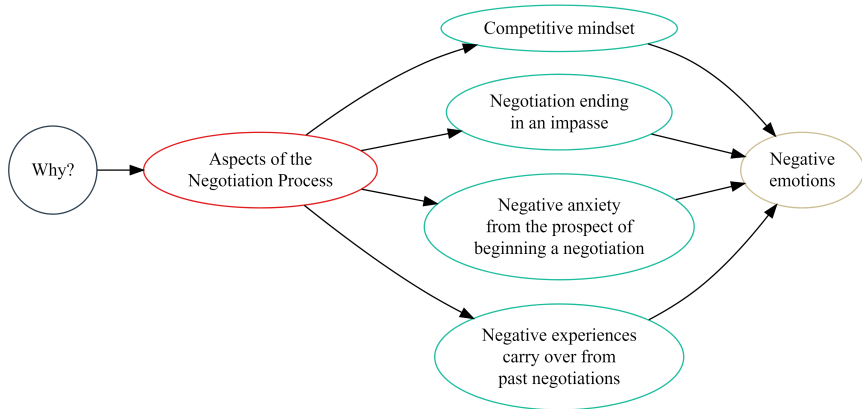 Why?
Aspects of the
Negotiation Process
Competitive mindset
Negotiation ending
in an impasse
Negative anxiety
from the prospect of
beginning a negotiation
Negative experiences
carry over from
past negotiations
Negative
emotions